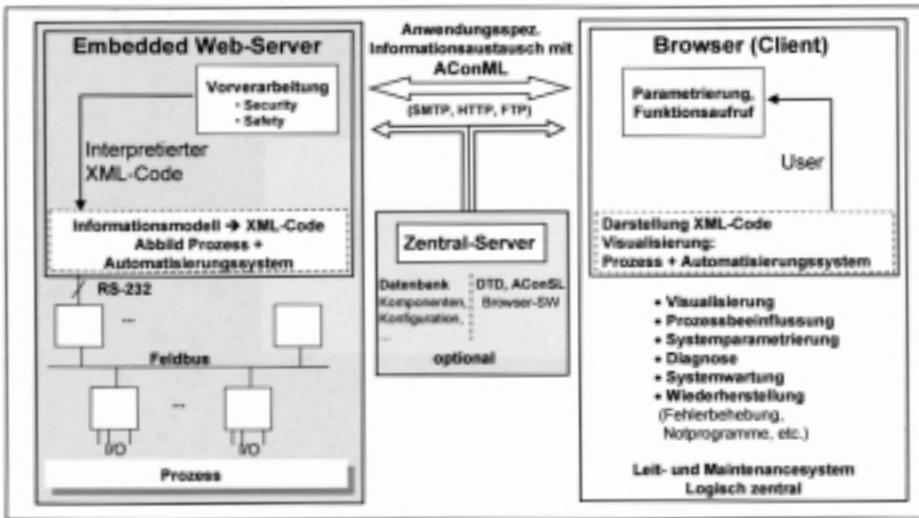 Embedded Web-Server
Vorverarbeitung
• Security
• Safety
Interpretierter
XML-Code
Informationsmodell ➔ XML-Code
Abbild Prozess +
Automatisierungssystem
RS-232
...
Feldbus
...
I/O
I/O
Prozess
Anwendungsspez.
Informationsaustausch mit
AConML
(SMTP, HTTP, FTP)
Zentral-Server
Datenbank
Komponenten,
Konfiguration,
...
DTD, AConSL
Browser-SW
optional
Browser (Client)
Parametrierung,
Funktionsaufruf
User
Darstellung XML-Code
Visualisierung:
Prozess + Automatisierungssystem
• Visualisierung
• Prozessbeeinflussung
• Systemparametrierung
• Diagnose
• Systemwartung
• Wiederherstellung
(Fehlerbehebung,
Notprogramme, etc.)
Leit- und Maintenancesystem
Logisch zentral